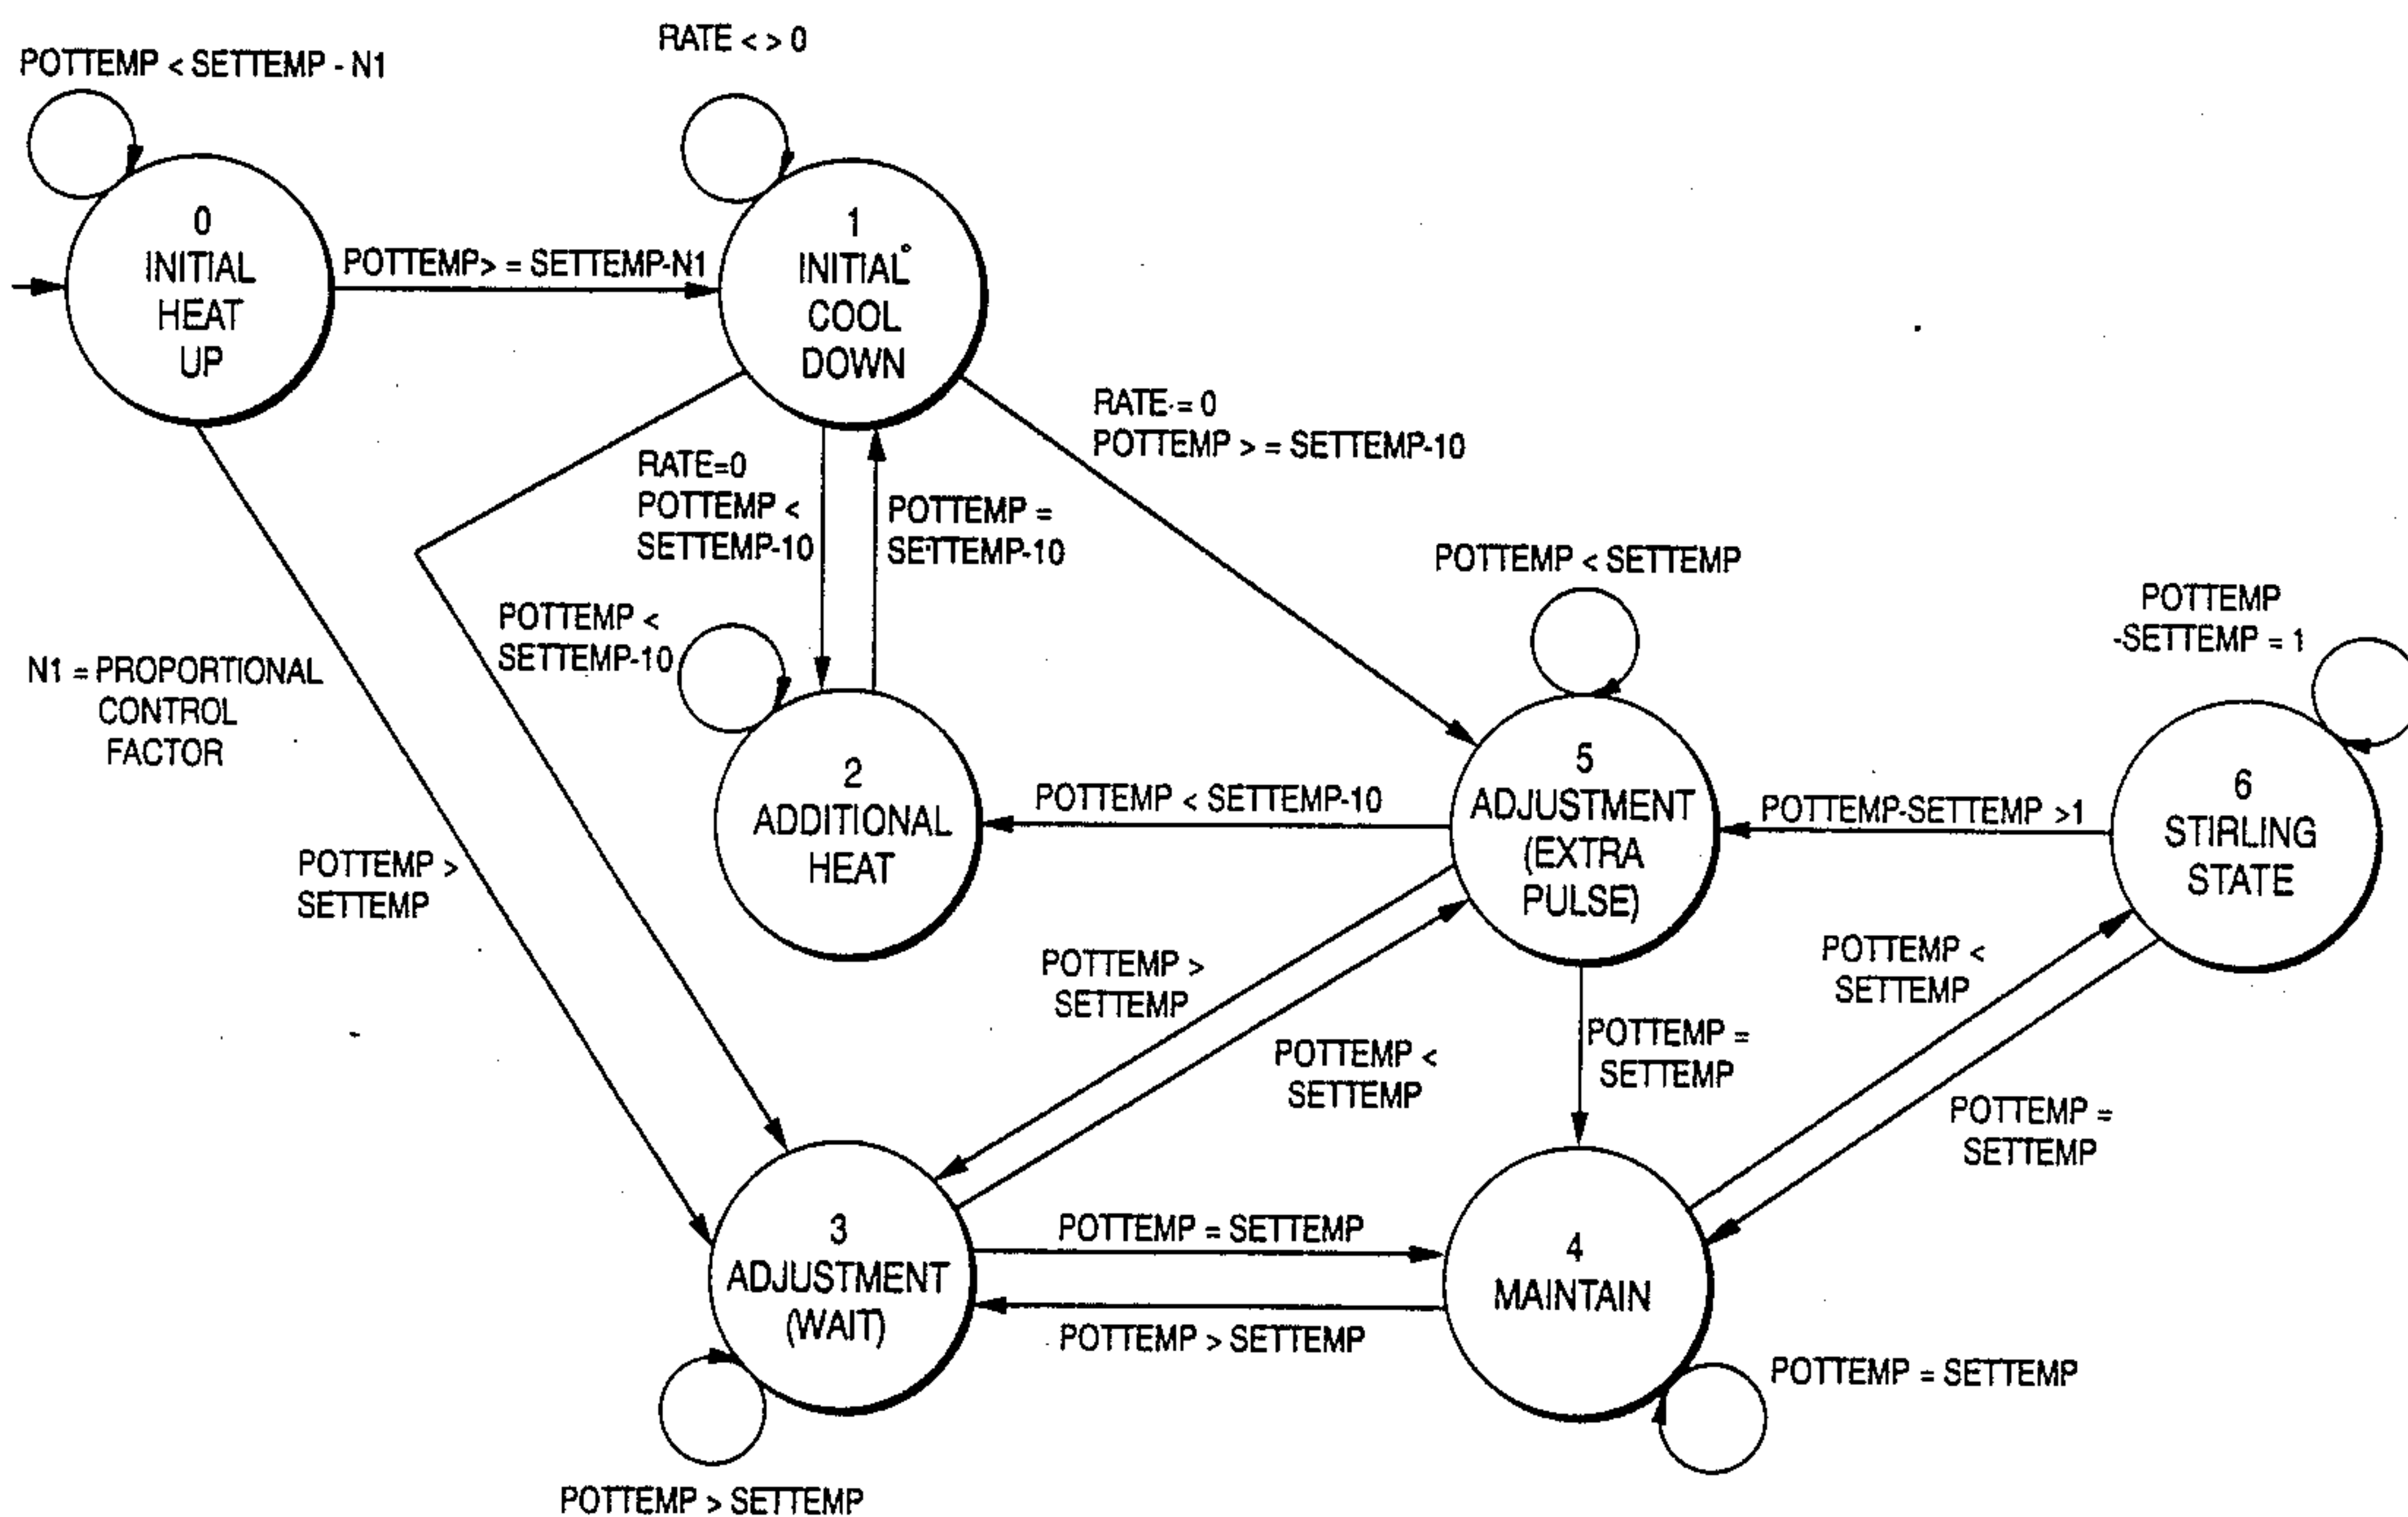 POTTEMP < SETTEMP - N1
RATE < > 0
0
INITIAL
HEAT
UP
POTTEMP> = SETTEMP-N1
1
INITIAL
COOL
DOWN
RATE = 0
POTTEMP > = SETTEMP-10
RATE=0
POTTEMP <
SETTEMP-10
POTTEMP =
SETTEMP-10
POTTEMP <
SETTEMP-10
N1 = PROPORTIONAL
CONTROL
FACTOR
2
ADDITIONAL
HEAT
POTTEMP < SETTEMP
POTTEMP
-SETTEMP = 1
5
ADJUSTMENT
(EXTRA
PULSE)
POTTEMP < SETTEMP-10
POTTEMP-SETTEMP >1
6
STIRLING
STATE
POTTEMP >
SETTEMP
POTTEMP >
SETTEMP
POTTEMP <
SETTEMP
POTTEMP =
SETTEMP
POTTEMP <
SETTEMP
POTTEMP =
SETTEMP
3
ADJUSTMENT
(WAIT)
POTTEMP = SETTEMP
POTTEMP > SETTEMP
4
MAINTAIN
POTTEMP = SETTEMP
POTTEMP > SETTEMP